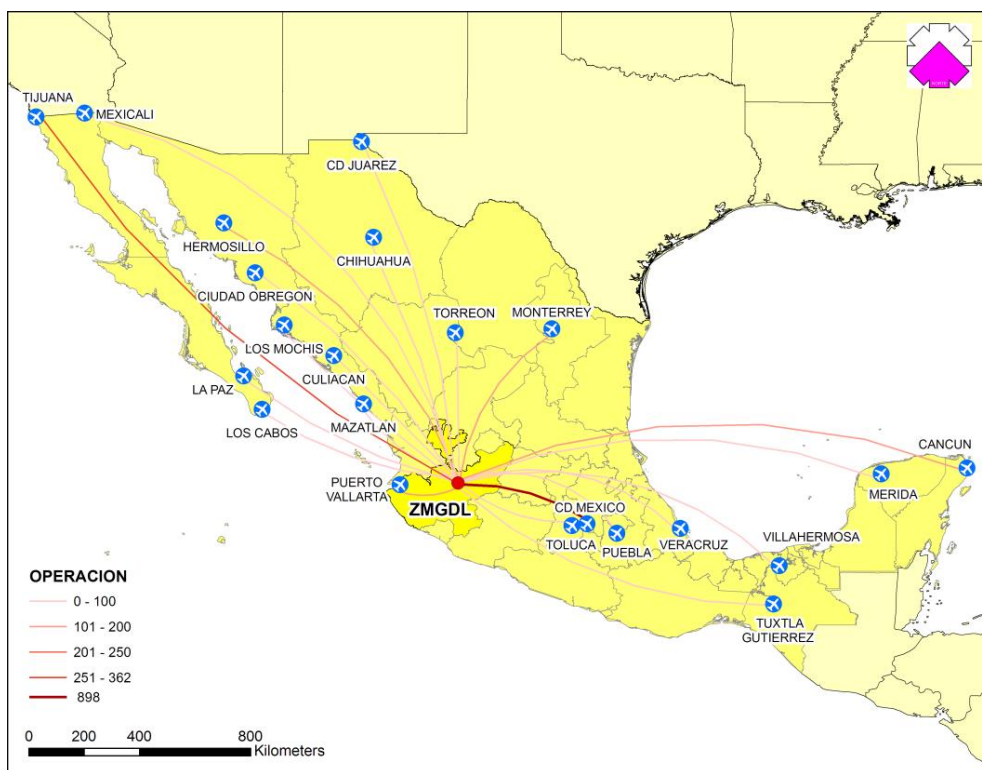 TIJUANA
MEXICALI
CD JUAREZ
HERMOSILLO
CHIHUAHUA
CIUDAD OBREGON
TORREON
MONTERREY
LOS MOCHIS
CULIACAN
LA PAZ
LOS CABOS
MAZATLAN
CANCUN
MERIDA
PUERTO
VALLARTA
ZMGDL
CD, MEXICO
TOLUCA
PUEBLA
VERACRUZ
VILLAHERMOSA
TUXTLA
GUTIERREZ
OPERACION
0 - 100
101 - 200
201 - 250
251 - 362
898
0 200 400 800
Kilometers